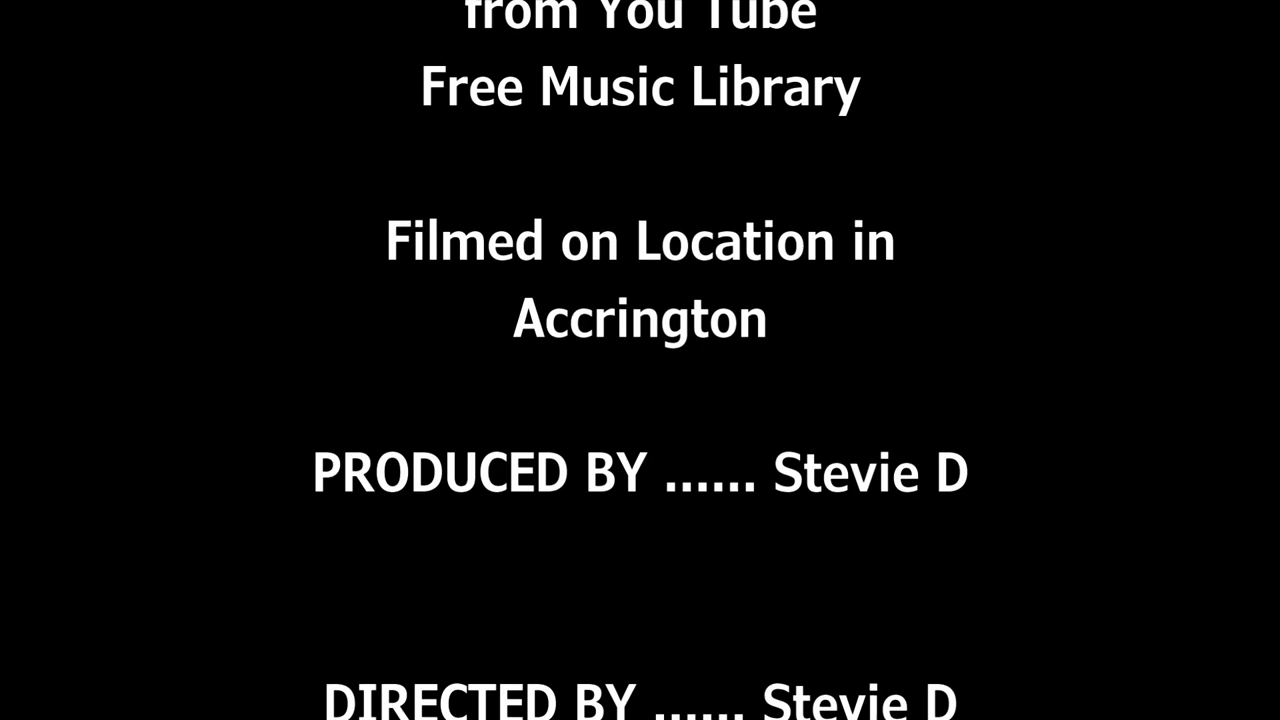 from You Tube
Free Music Library
Filmed on Location in
Accrington
PRODUCED BY ...... Stevie D
DIRECTED BY ...... Stevie D